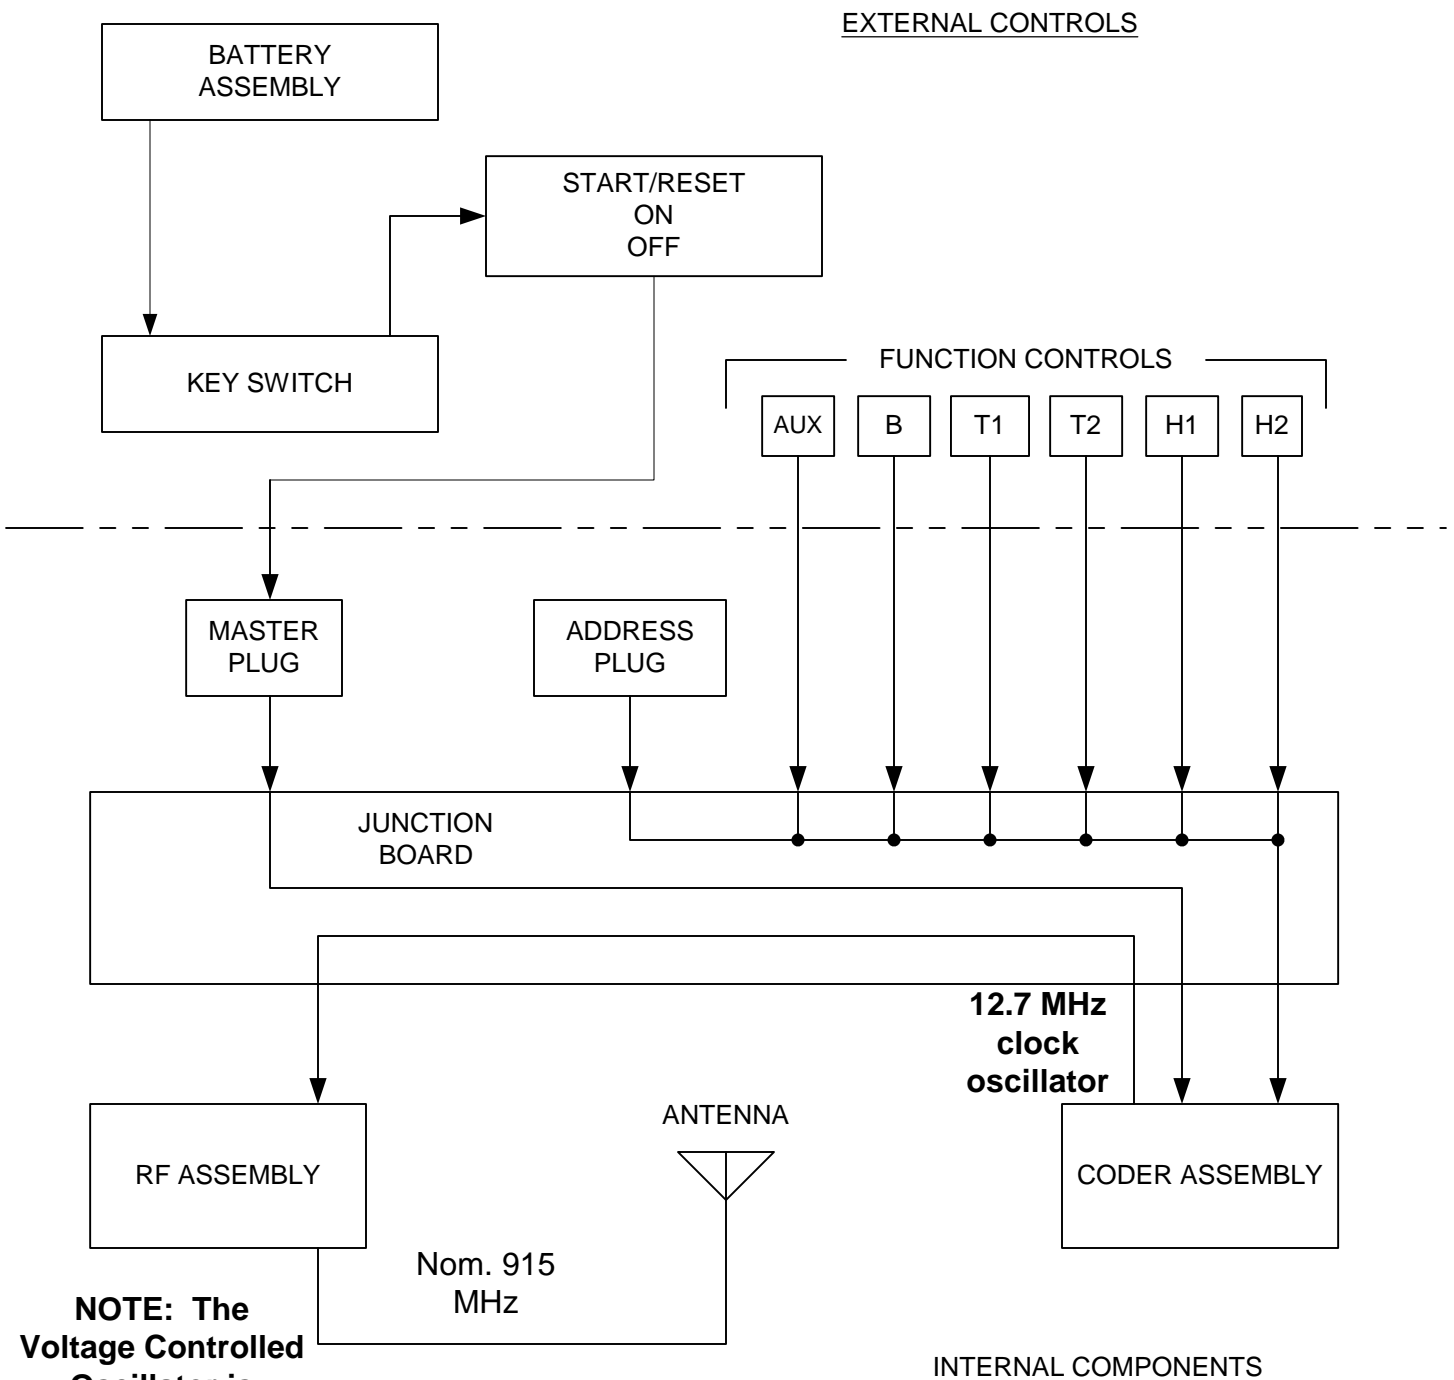 EXTERNAL CONTROLS
BATTERY
ASSEMBLY
START/RESET
ON
OFF
KEY SWITCH
FUNCTION CONTROLS
AUX
B
T1
T2
H1
H2
MASTER
PLUG
ADDRESS
PLUG
JUNCTION
BOARD
12.7 MHz
clock
oscillator
RF ASSEMBLY
ANTENNA
CODER ASSEMBLY
Nom. 915
MHz
NOTE: The
Voltage Controlled
Oscillator is
INTERNAL COMPONENTS